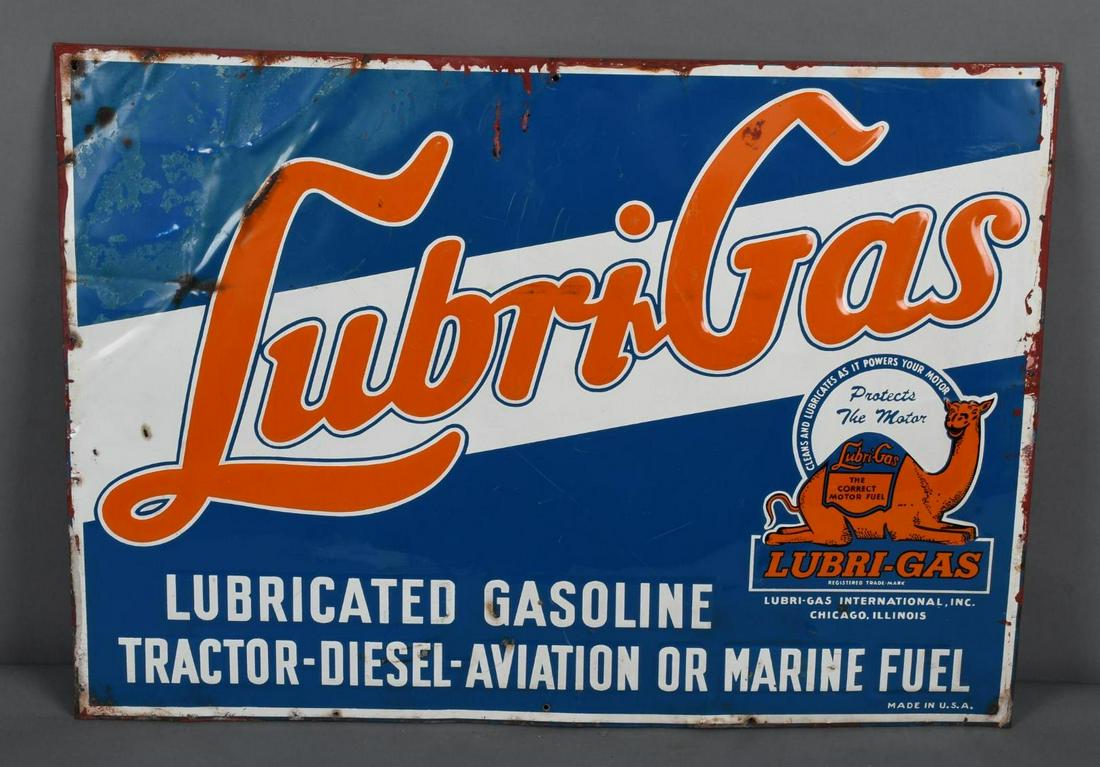 Lubri-Gas
CLEANS AND LUBRICATES AS IT POWERS YOUR MOTOR
Protects
The Motor
Lubri-Gas
THE
CORRECT
MOTOR FUEL
LUBRI-GAS
REGISTERED TRADE-MARK
LUBRI-GAS INTERNATIONAL, INC.
CHICAGO, ILLINOIS
LUBRICATED GASOLINE
TRACTOR-DIESEL-AVIATION OR MARINE FUEL
MADE IN U.S.A.